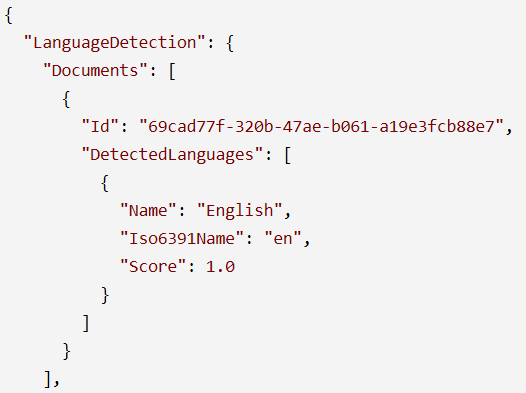 {
  "LanguageDetection": {
    "Documents": [
      {
        "Id": "69cad77f-320b-47ae-b061-a19e3fcb88e7",
        "DetectedLanguages": [
          {
            "Name": "English",
            "Iso6391Name": "en",
            "Score": 1.0
          }
        ]
      }
    ],